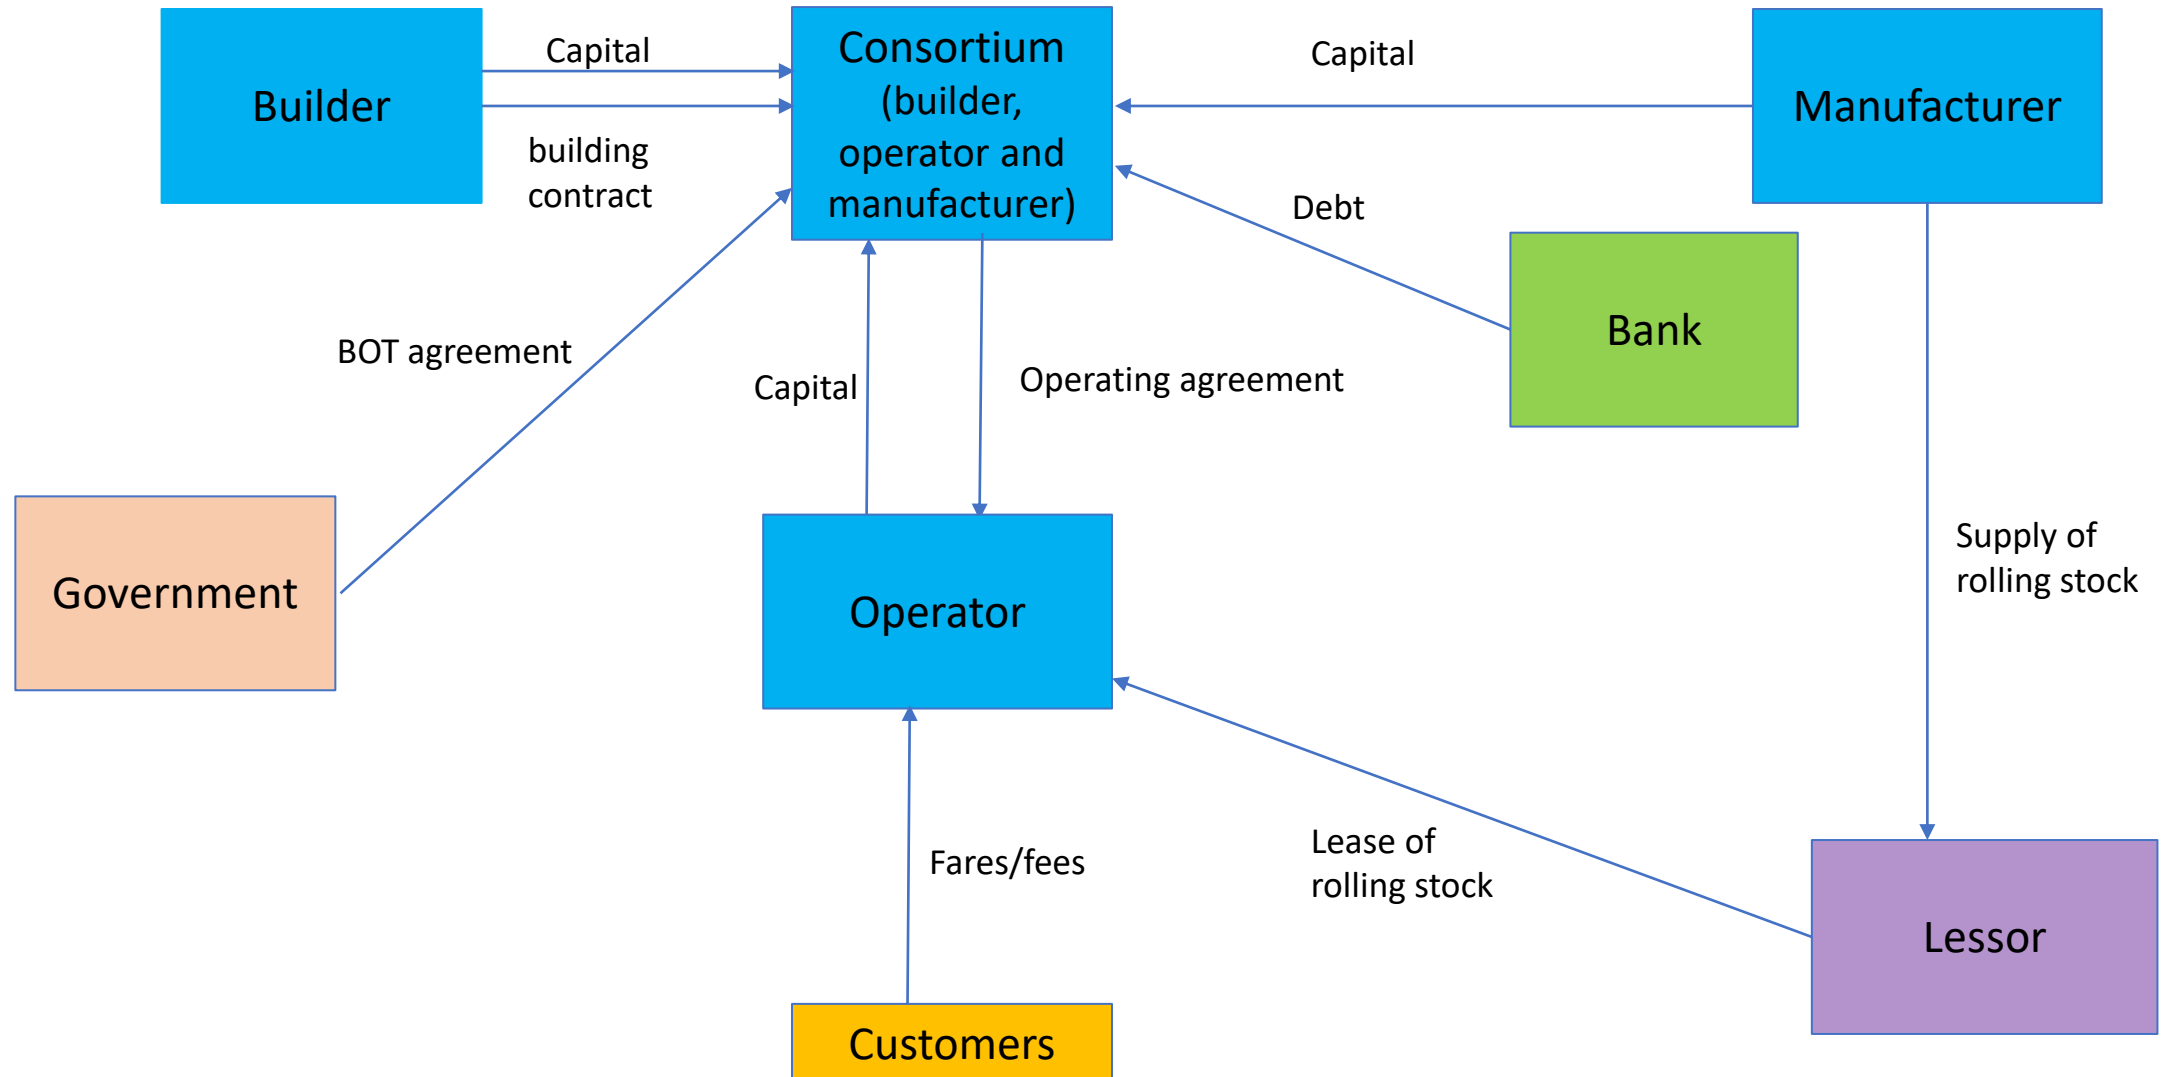 Builder
Capital
building
contract
Consortium
(builder,
operator and
manufacturer)
Capital
Manufacturer
Debt
Bank
BOT agreement
Capital
Operating agreement
Government
Operator
Supply of
rolling stock
Fares/fees
Lease of
rolling stock
Lessor
Customers